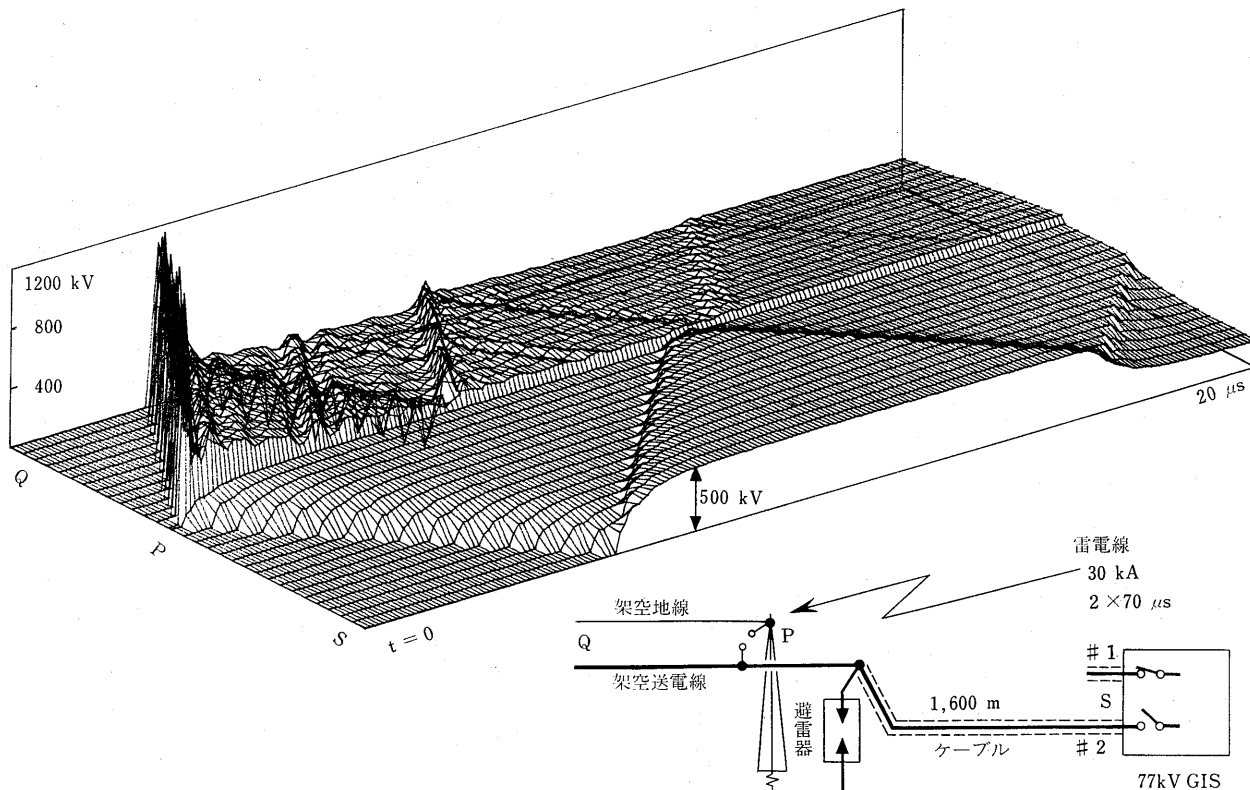 1200 kV
800
400
Q
P
S
t = 0
500 kV
20 μs
雷電線
30 kA
2 ×70 μs
架空地線
P
Q
架空送電線
避雷器
1,600 m
ケーブル
#1
S
#2
77kV GIS